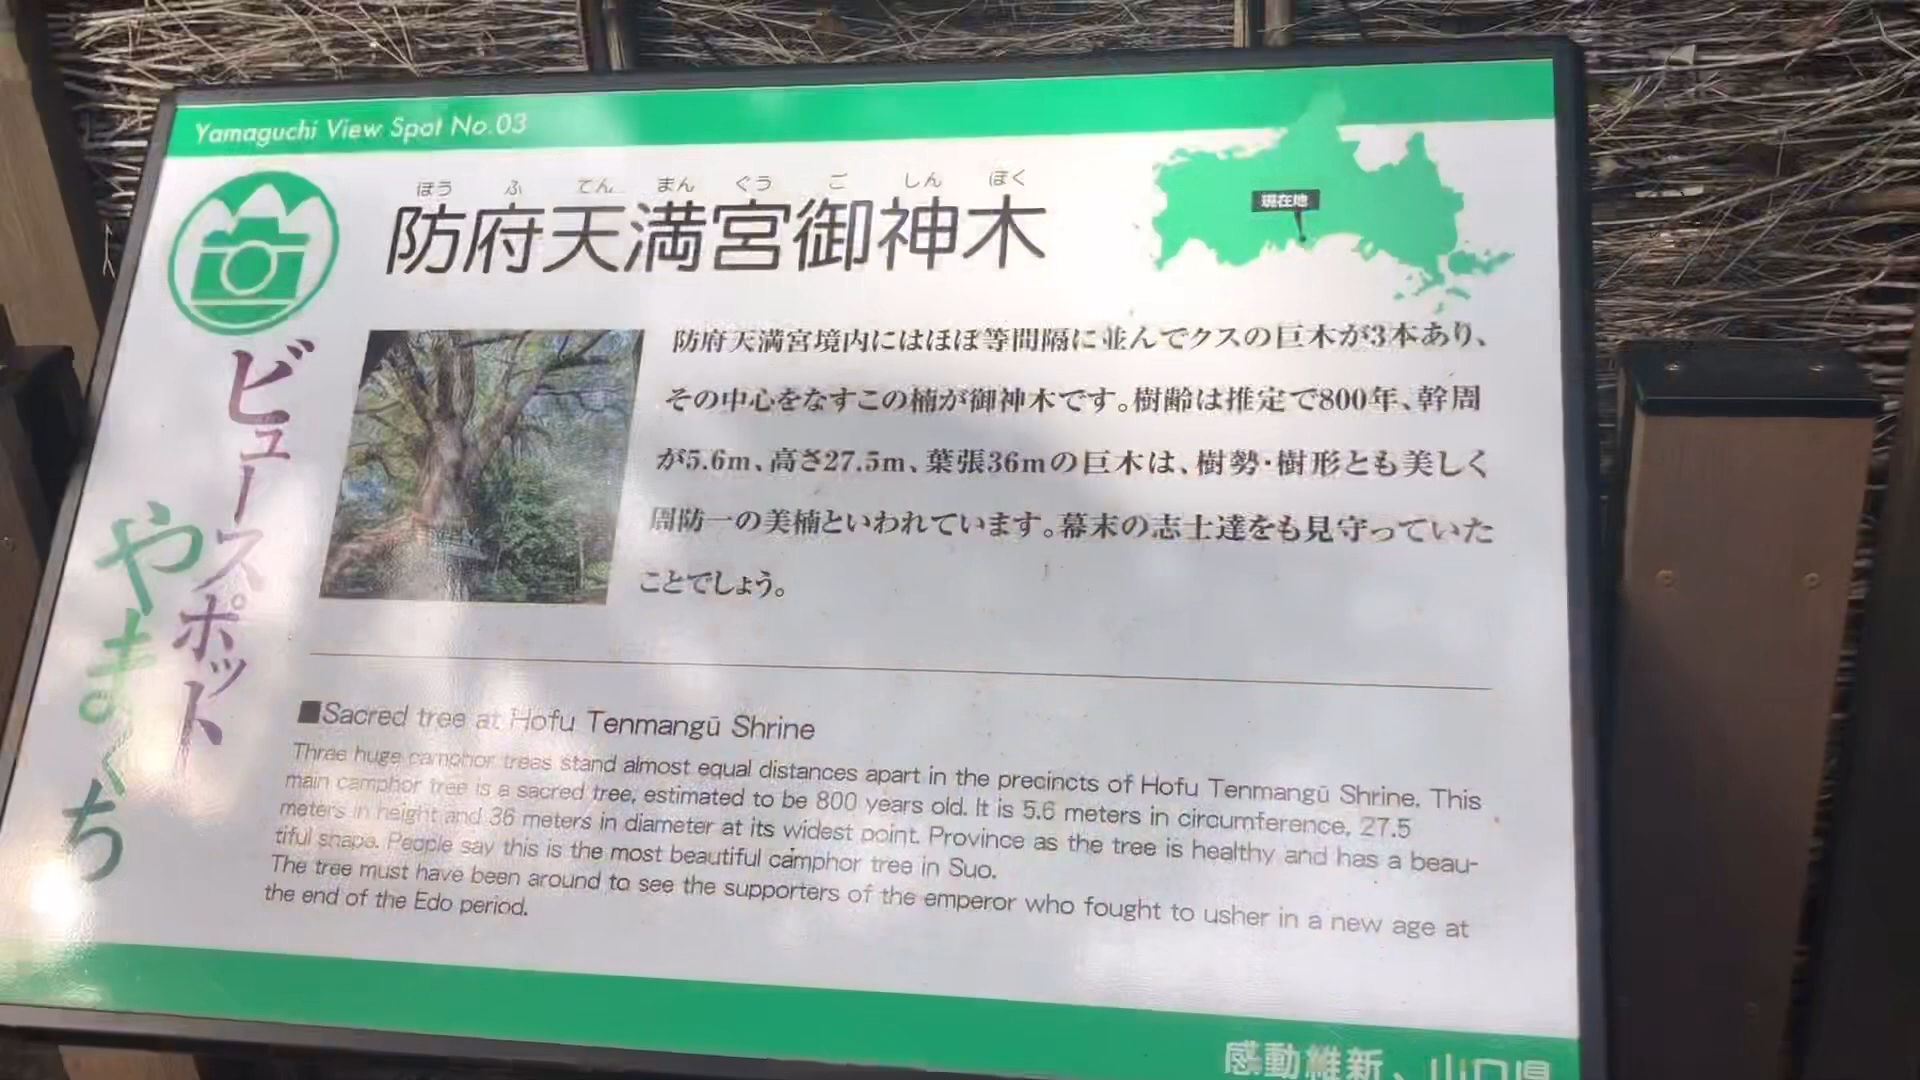 Yamaguchi View Spot No.03
ほう ふ てん まん ぐう ご しん ぼく
防府天満宮御神木
現在地
ビュースポット
やまぐち
防府天満宮境内にはほぼ等間隔に並んでクスの巨木が3本あり、
その中心をなすこの楠が御神木です。樹齢は推定で800年、幹周
が5.6m、高さ27.5m、葉張36mの巨木は、樹勢・樹形とも美しく
周防一の美楠といわれています。幕末の志士達をも見守っていた
ことでしょう。
■Sacred tree at Hofu Tenmangū Shrine
Three huge camphor treas stand almost equal distances apart in the precincts of Hofu Tenmangū Shrine. This
main camphor tree is a sacred tree, estimated to be 800 years old. It is 5.6 meters in circumference, 27.5
meters in height and 36 meters in diameter at its widest point. Province as the tree is healthy and has a beau-
tiful shape. People say this is the most beautiful camphor tree in Suo.
The tree must have been around to see the supporters of the emperor who fought to usher in a new age at
the end of the Edo period.
感動維新、山口県